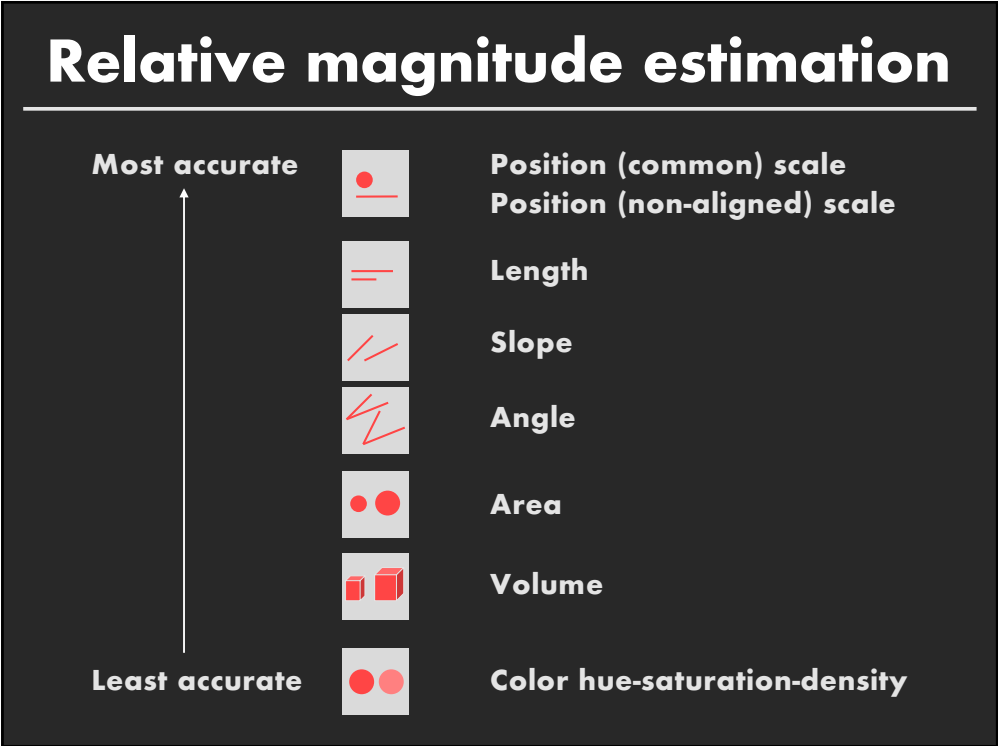 Relative magnitude estimation
Most accurate
Position (common) scale
Position (non-aligned) scale
Length
Slope
Angle
Area
Volume
Least accurate
Color hue-saturation-density